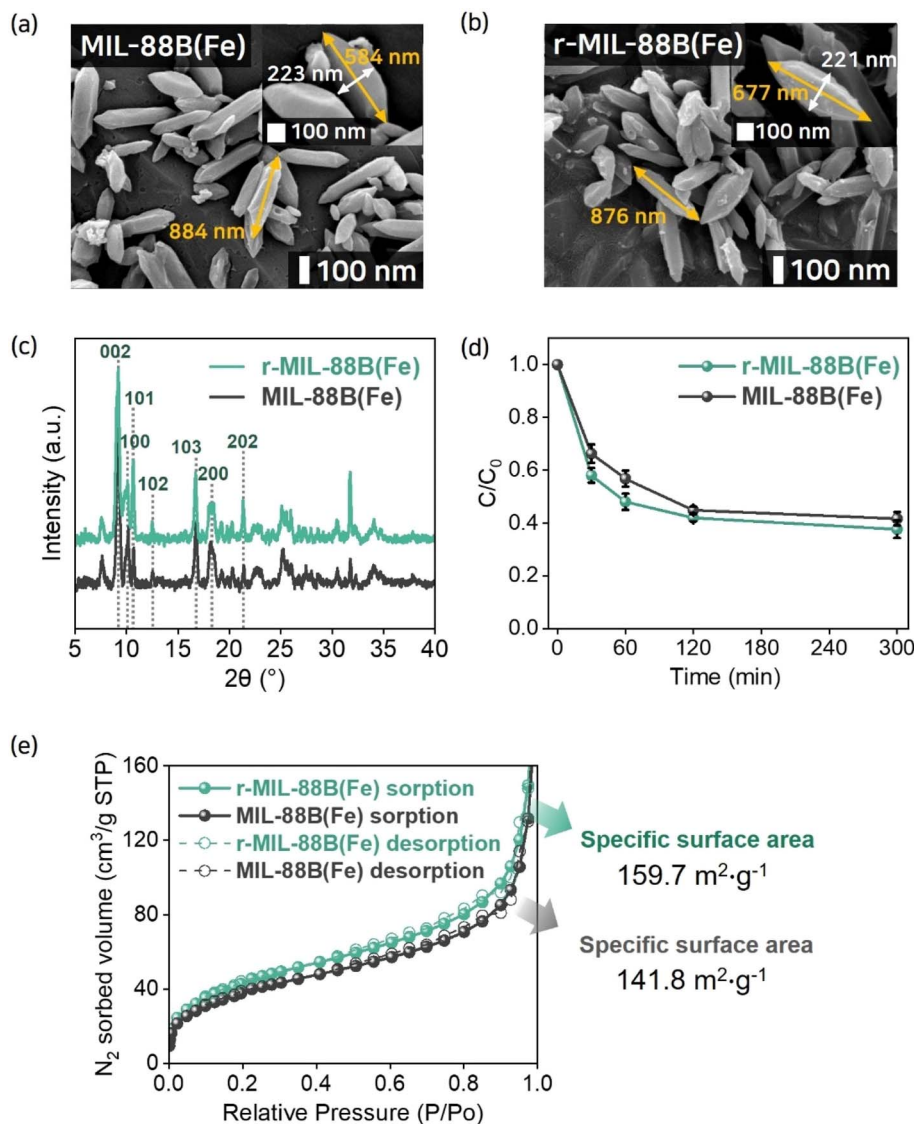 (a)
MIL-88B(Fe)
584 nm
223 nm
100 nm
884 nm
100 nm
(b)
r-MIL-88B(Fe)
221 nm
677 nm
100 nm
876 nm
100 nm
(c)
002
r-MIL-88B(Fe)
MIL-88B(Fe)
101
100
102
103
200
202
Intensity (a.u.)
5 10 15 20 25 30 35 40
2θ (°)
(d)
r-MIL-88B(Fe)
MIL-88B(Fe)
C/C0
1.0
0.8
0.6
0.4
0.2
0.0
0 60 120 180 240 300
Time (min)
(e)
160
120
80
40
0
N2 sorbed volume (cm³/g STP)
r-MIL-88B(Fe) sorption
MIL-88B(Fe) sorption
r-MIL-88B(Fe) desorption
MIL-88B(Fe) desorption
0.0 0.2 0.4 0.6 0.8 1.0
Relative Pressure (P/Po)
Specific surface area
159.7 m²·g⁻¹
Specific surface area
141.8 m²·g⁻¹